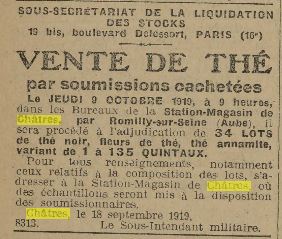 SOUS-SECRÉTARIAT DE LA LIQUIDATION
DES STOCKS
19 bis, boulevard Delessert, PARIS (16e)
VENTE DE THÉ
par soumissions cachetées
Le JEUDI 9 OCTOBRE 1919, à 9 heures,
dans les Bureaux de la Station-Magasin de
Châtres, par Romilly-sur-Seine (Aube), il
sera procédé à l'adjudication de 34 LOTS
de thé noir, fleurs de thé, thé annamite,
variant de 1 à 135 QUINTAUX.
Pour tous renseignements, notamment
ceux relatifs à la composition des lots, s'a-
dresser à la Station-Magasin de Châtres, où
des échantillons seront mis à la disposition
des soumissionnaires.
Châtres, le 18 septembre 1919.
8313. Le Sous-Intendant militaire.